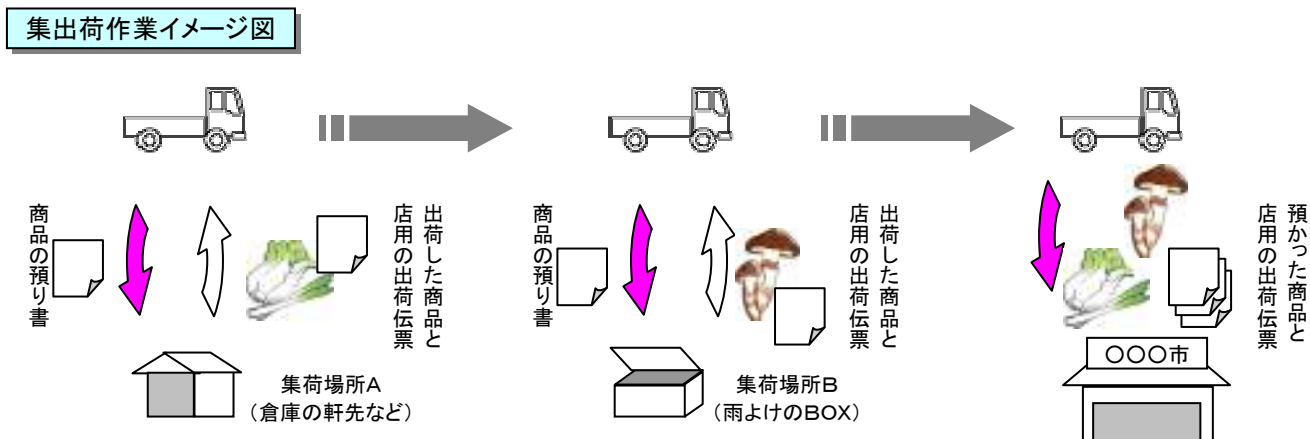 集出荷作業イメージ図
商品の預り書
出荷した商品と
店用の出荷伝票
商品の預り書
出荷した商品と
店用の出荷伝票
預かった商品と
店用の出荷伝票
集荷場所A
(倉庫の軒先など)
集荷場所B
(雨よけのBOX)
〇〇〇市